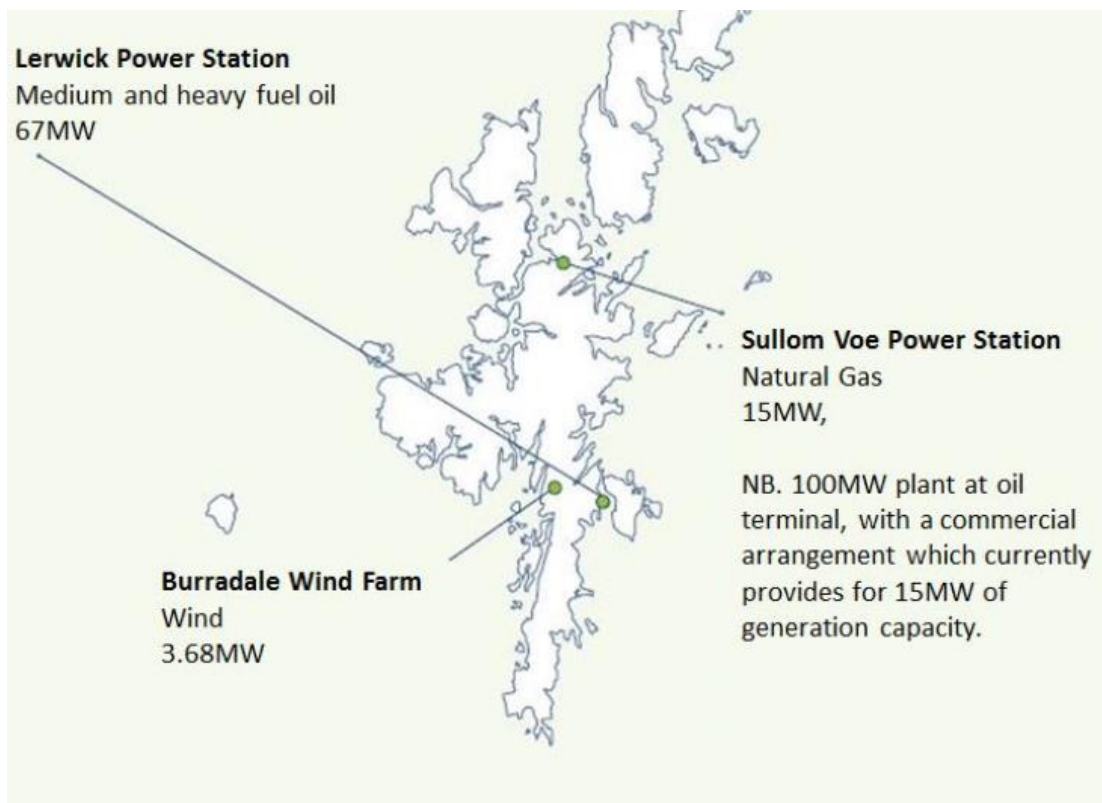 Lerwick Power Station
Medium and heavy fuel oil
67MW
Sullom Voe Power Station
Natural Gas
15MW,
NB. 100MW plant at oil
terminal, with a commercial
arrangement which currently
provides for 15MW of
generation capacity.
Burradale Wind Farm
Wind
3.68MW